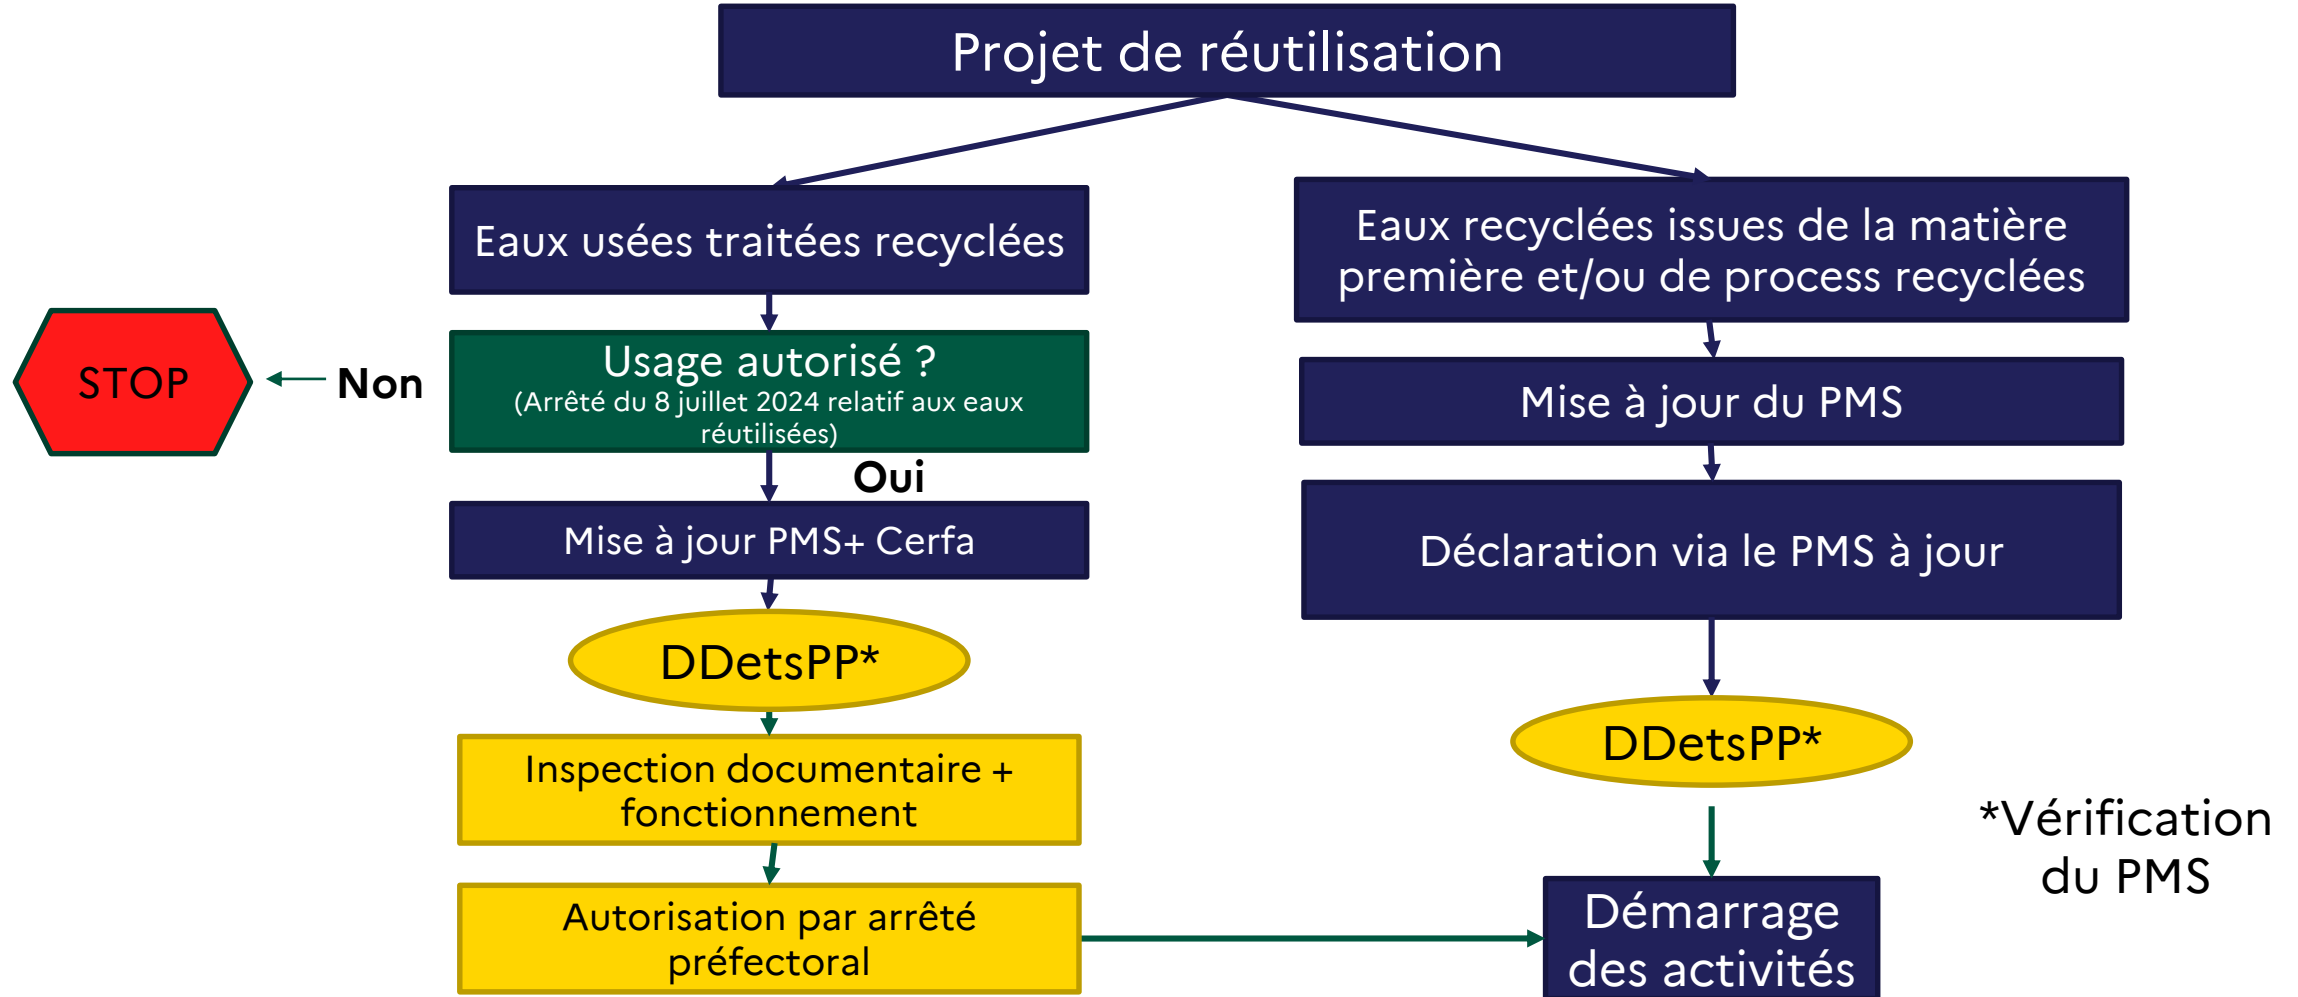 Projet de réutilisation
Eaux usées traitées recyclées
Eaux recyclées issues de la matière
première et/ou de process recyclées
STOP
Non
Usage autorisé ?
(Arrêté du 8 juillet 2024 relatif aux eaux
réutilisées)
Mise à jour du PMS
Oui
Mise à jour PMS+ Cerfa
Déclaration via le PMS à jour
DDetsPP*
DDetsPP*
Inspection documentaire +
fonctionnement
*Vérification
du PMS
Autorisation par arrêté
préfectoral
Démarrage
des activités